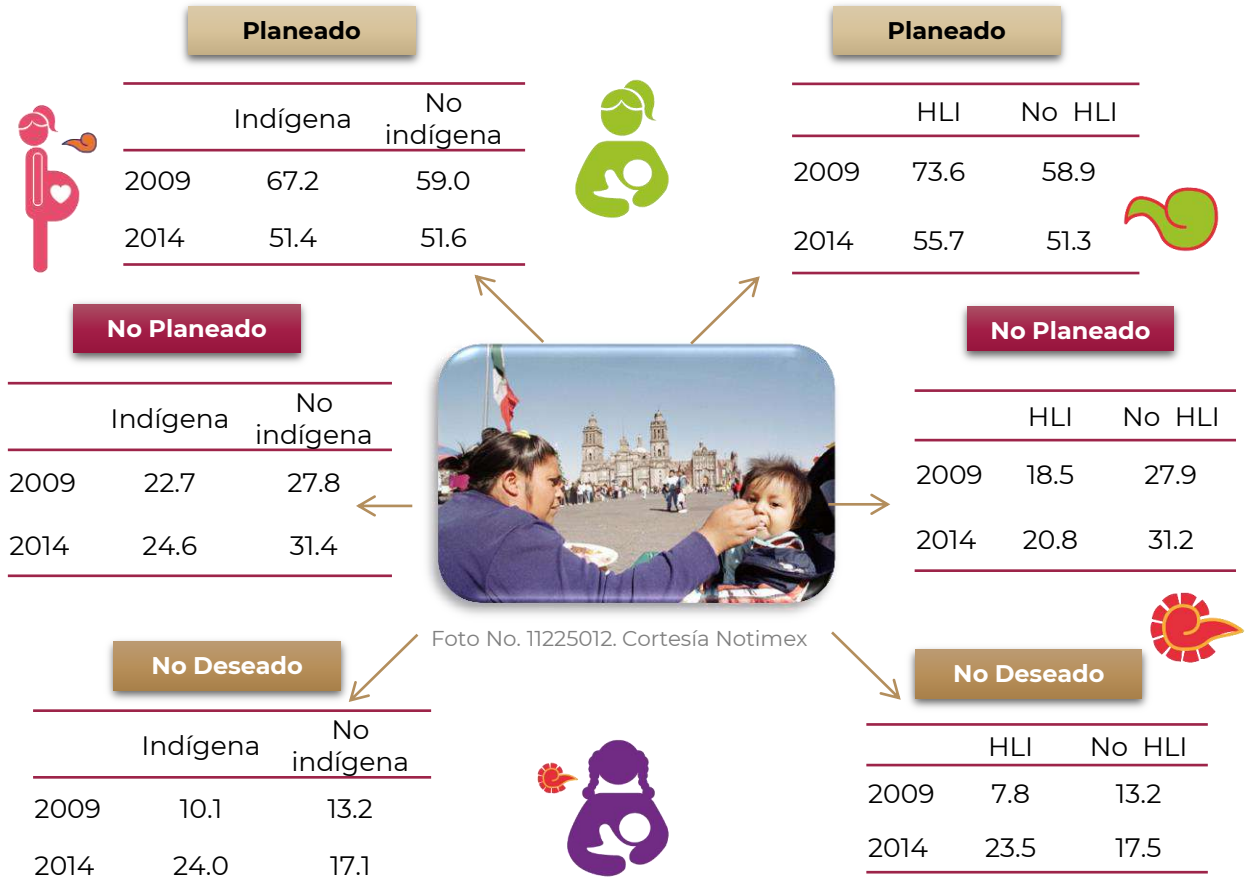 Planeado
Indígena No
indígena
2009 67.2 59.0
2014 51.4 51.6
Planeado
HLI No HLI
2009 73.6 58.9
2014 55.7 51.3
No Planeado
Indígena No
indígena
2009 22.7 27.8
2014 24.6 31.4
No Planeado
HLI No HLI
2009 18.5 27.9
2014 20.8 31.2
Foto No. 11225012. Cortesía Notimex
No Deseado
Indígena No
indígena
2009 10.1 13.2
2014 24.0 17.1
No Deseado
HLI No HLI
2009 7.8 13.2
2014 23.5 17.5